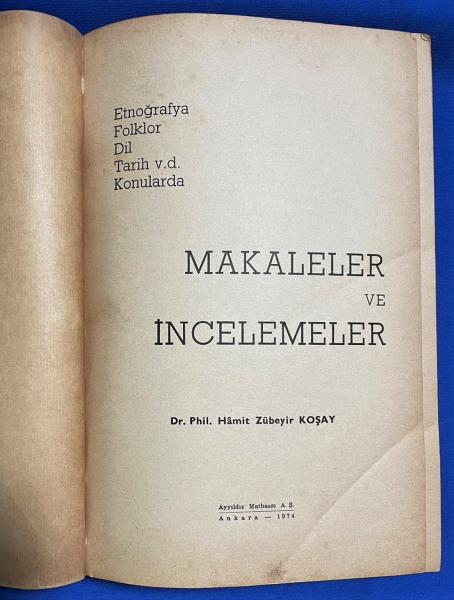 Etnoğrafya
Folklor
Dil
Tarih v.d.
Konularda
MAKALELER
VE
İNCELEMELER
Dr. Phil. Hâmit Zübeyir KOŞAY
Ayyıldız Matbaası A. Ş.
Ankara — 1974